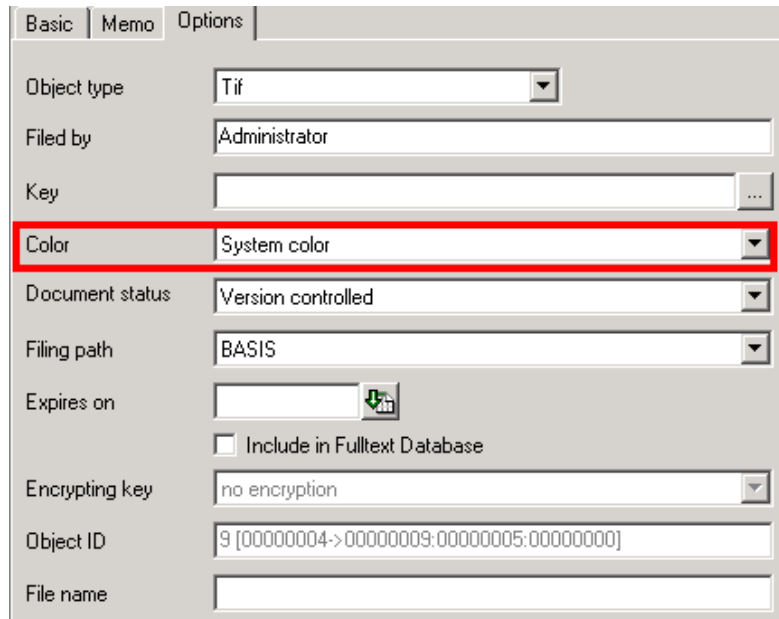 Basic Memo Options
Object type Tif
Filed by Administrator
Key ...
Color System color
Document status Version controlled
Filing path BASIS
Expires on
Include in Fulltext Database
Encrypting key no encryption
Object ID 9 [00000004->00000009:00000005:00000000]
File name